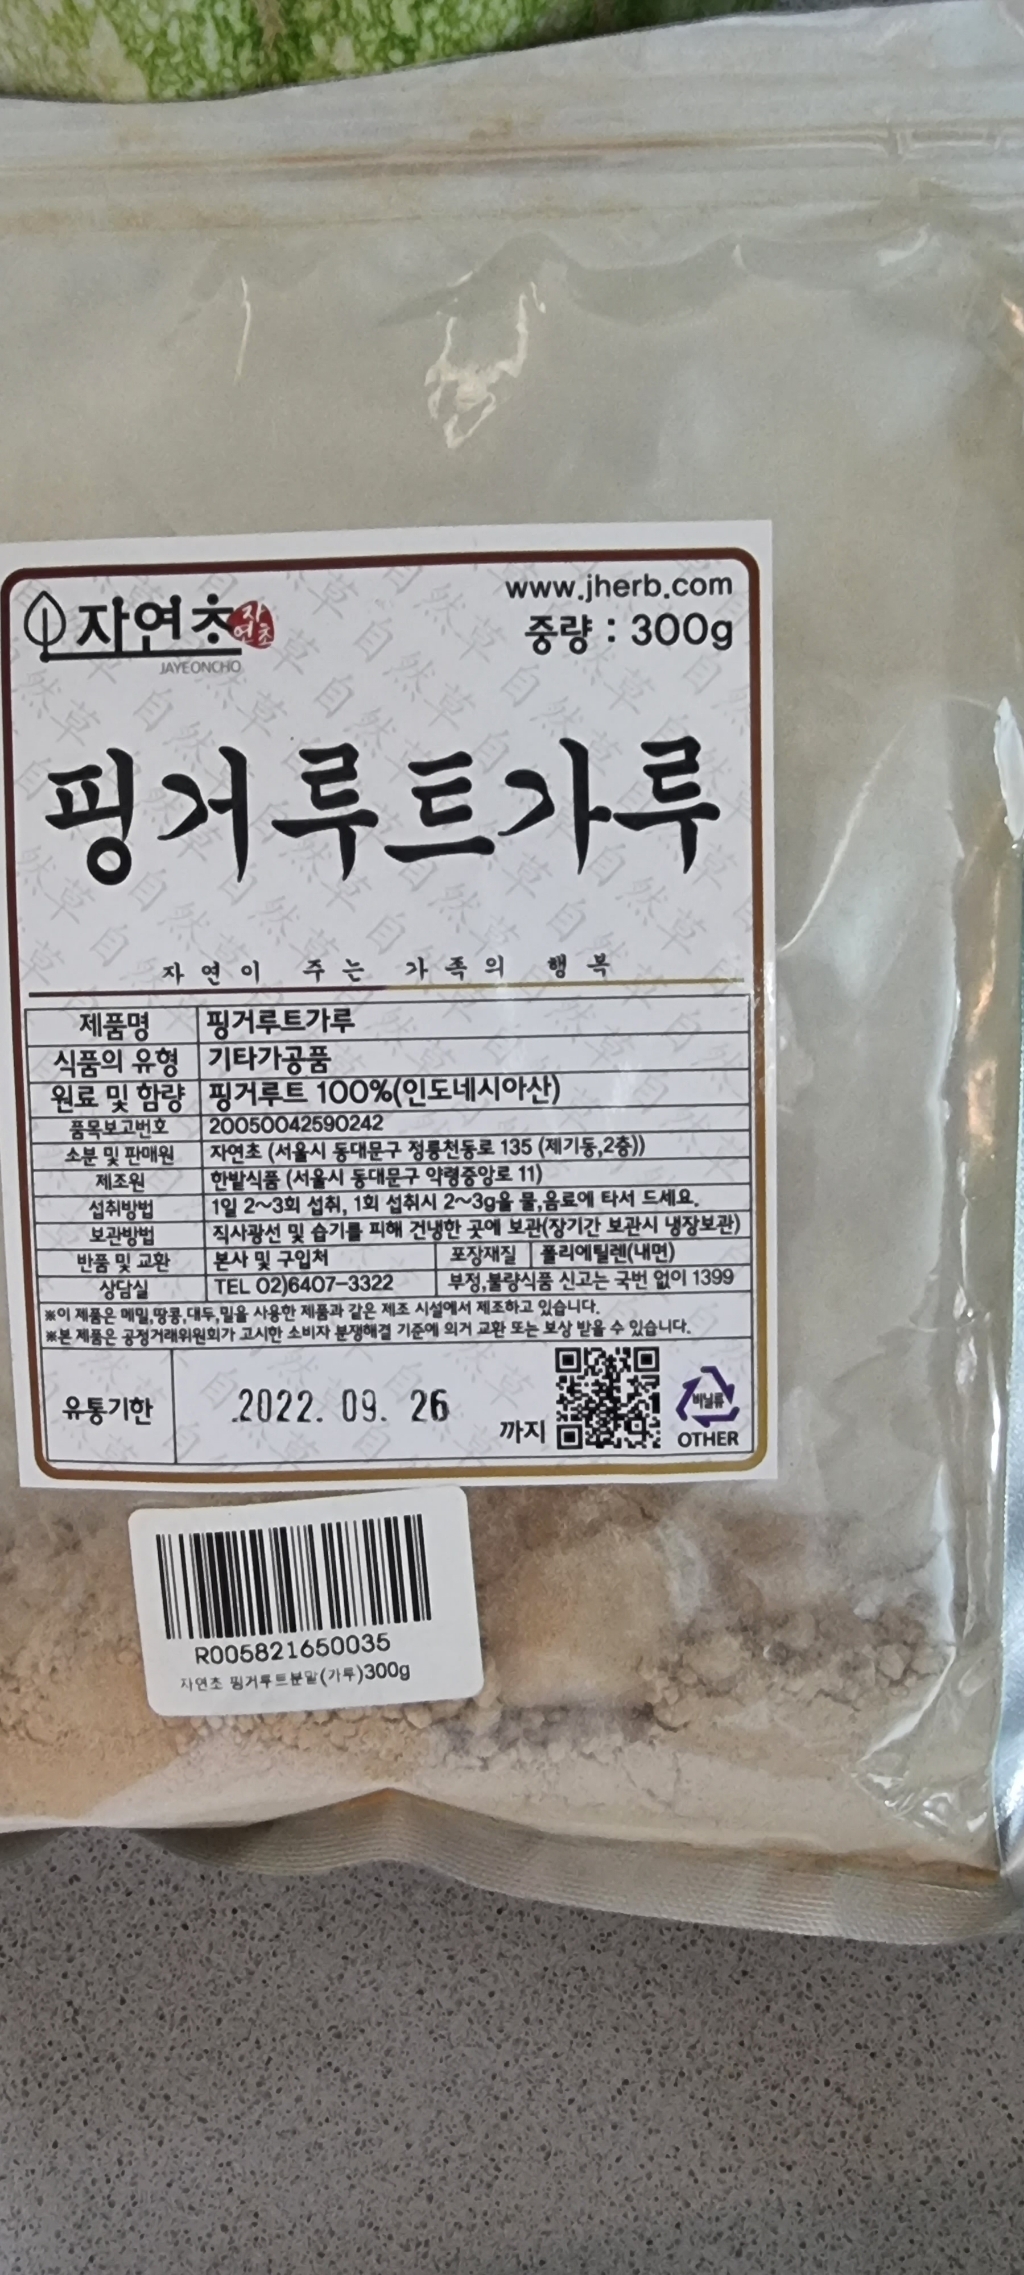 www.jherb.com
자연초
자연초
JAYEONCHO
중량 : 300g
핑거루트가루
자연이 주는 가족의 행복
제품명 핑거루트가루
식품의 유형 기타가공품
원료 및 함량 핑거루트 100%(인도네시아산)
품목보고번호 20050042590242
소분 및 판매원 자연초 (서울시 동대문구 정릉천동로 135 (제기동,2층))
제조원 한밭식품 (서울시 동대문구 약령중앙로 11)
섭취방법 1일 2~3회 섭취, 1회 섭취시 2~3g을 물,음료에 타서 드세요.
보관방법 직사광선 및 습기를 피해 건냉한 곳에 보관(장기간 보관시 냉장보관)
반품 및 교환 본사 및 구입처 포장재질 폴리에틸렌(내면)
상담실 TEL 02)6407-3322 부정,불량식품 신고는 국번 없이 1399
※이 제품은 메밀,땅콩,대두,밀을 사용한 제품과 같은 제조 시설에서 제조하고 있습니다.
※본 제품은 공정거래위원회가 고시한 소비자 분쟁해결 기준에 의거 교환 또는 보상 받을 수 있습니다.
유통기한 .2022. 09. 26 까지
비닐류
OTHER
R005821650035
자연초 핑거루트분말(가루)300g